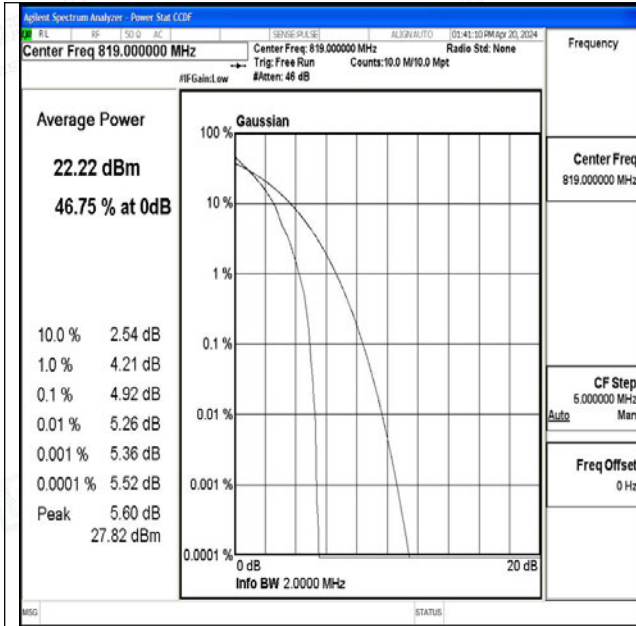 Agilent Spectrum Analyzer - Power Stat CCDF
RL RF 50 Ω AC SENSE:PULSE ALIGNAUTO 01:41:10 PM Apr 20, 2024
Center Freq 819.000000 MHz
Center Freq: 819.000000 MHz
Radio Std: None
Trig: Free Run
Counts:10.0 M/10.0 Mpt
#IFGain:Low
#Atten: 46 dB
Average Power
22.22 dBm
46.75 % at 0dB
10.0 % 2.54 dB
1.0 % 4.21 dB
0.1 % 4.92 dB
0.01 % 5.26 dB
0.001 % 5.36 dB
0.0001 % 5.52 dB
Peak 5.60 dB
27.82 dBm
Gaussian
100 %
10 %
1 %
0.1 %
0.01 %
0.001 %
0.0001 %
0 dB
20 dB
Info BW 2.0000 MHz
Frequency
Center Freq
819.000000 MHz
CF Step
5.000000 MHz
Auto Man
Freq Offset
0 Hz
MSG
STATUS